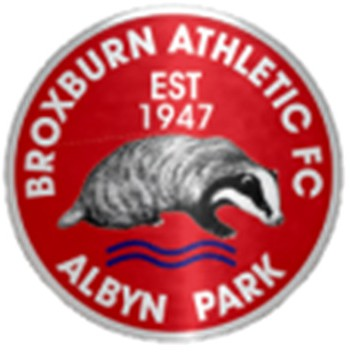 BROXBURN ATHLETIC FC
EST
1947
ALBYN PARK